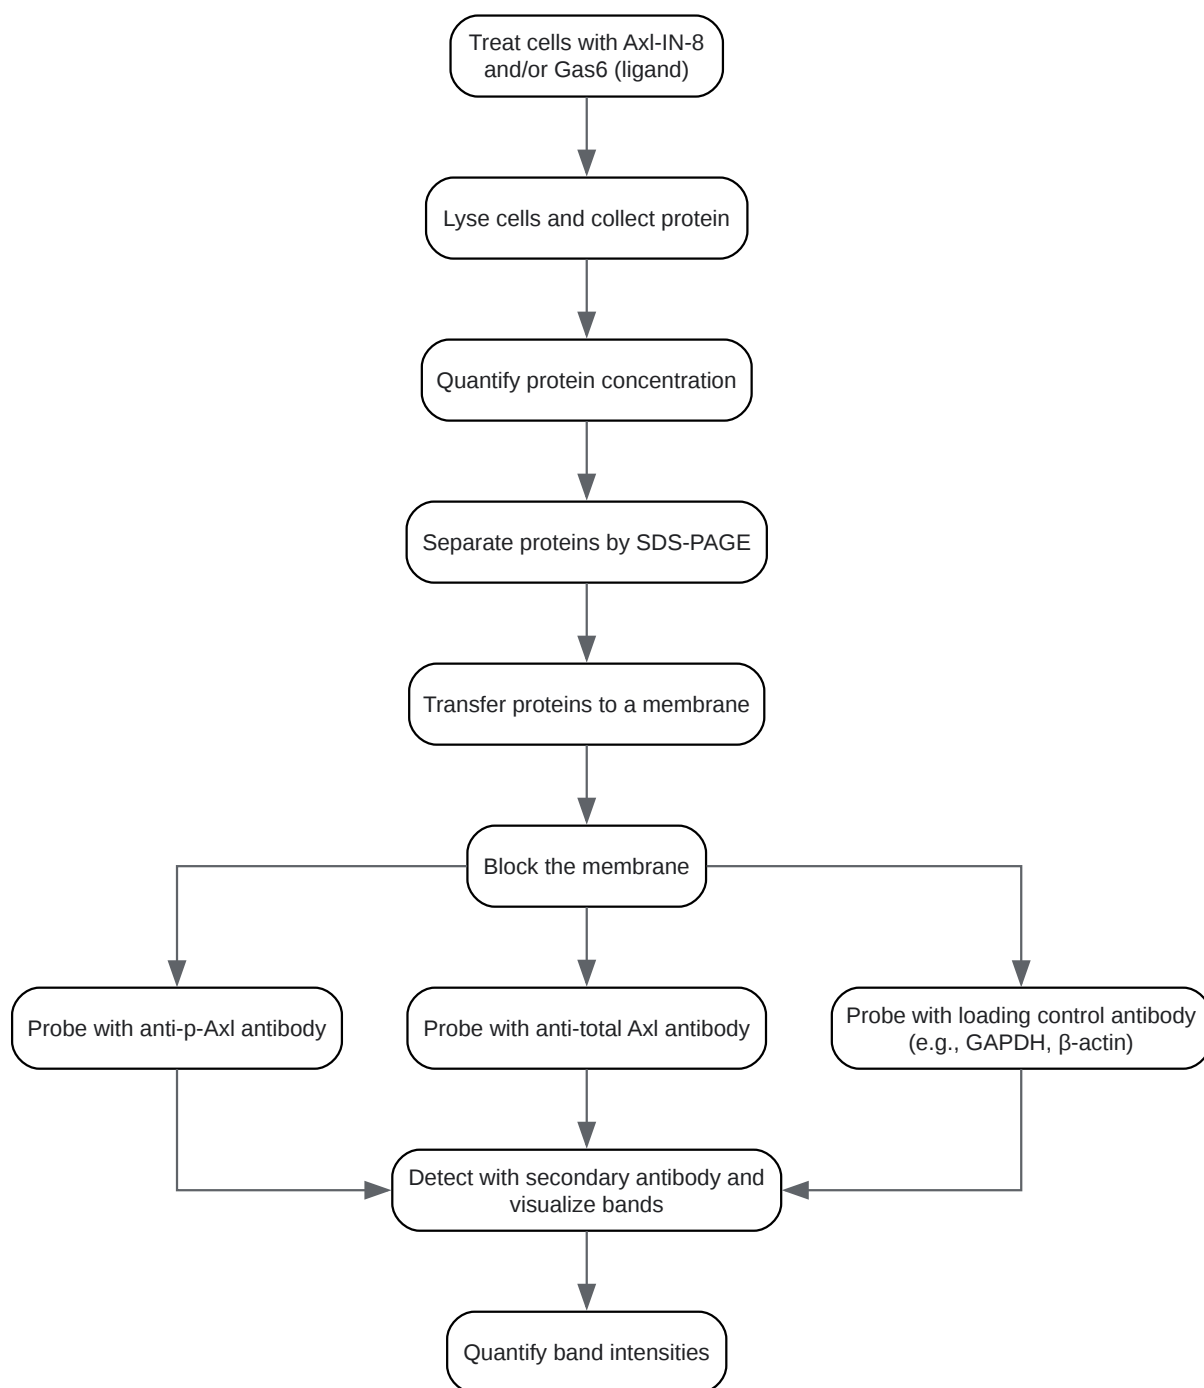 Treat cells with Axl-IN-8
and/or Gas6 (ligand)
Lyse cells and collect protein
Quantify protein concentration
Separate proteins by SDS-PAGE
Transfer proteins to a membrane
Block the membrane
Probe with anti-p-Axl antibody
Probe with anti-total Axl antibody
Probe with loading control antibody
(e.g., GAPDH, β-actin)
Detect with secondary antibody and
visualize bands
Quantify band intensities